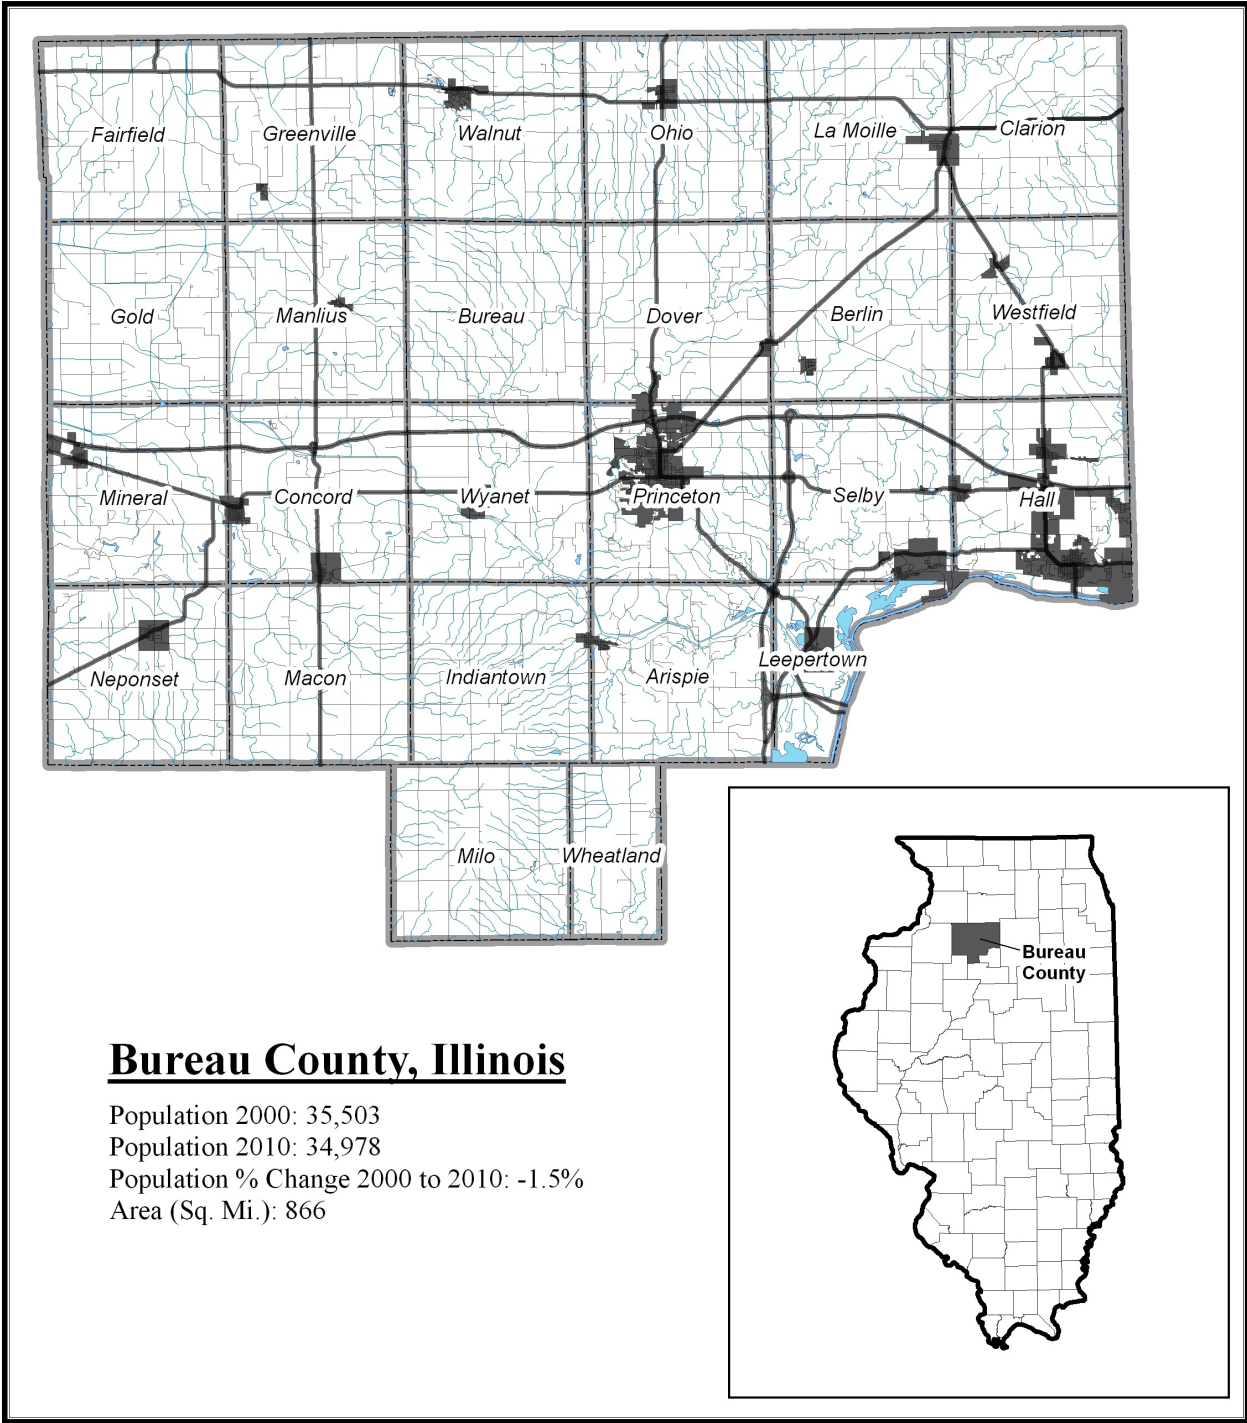 Fairfield
Greenville
Walnut
Ohio
La Moille
Clarion
Gold
Manlius
Bureau
Dover
Berlin
Westfield
Mineral
Concord
Wyanet
Princeton
Selby
Hall
Neponset
Macon
Indiantown
Arispie
Leepertown
Milo
Wheatland
Bureau
County
Bureau County, Illinois
Population 2000: 35,503
Population 2010: 34,978
Population % Change 2000 to 2010: -1.5%
Area (Sq. Mi.): 866